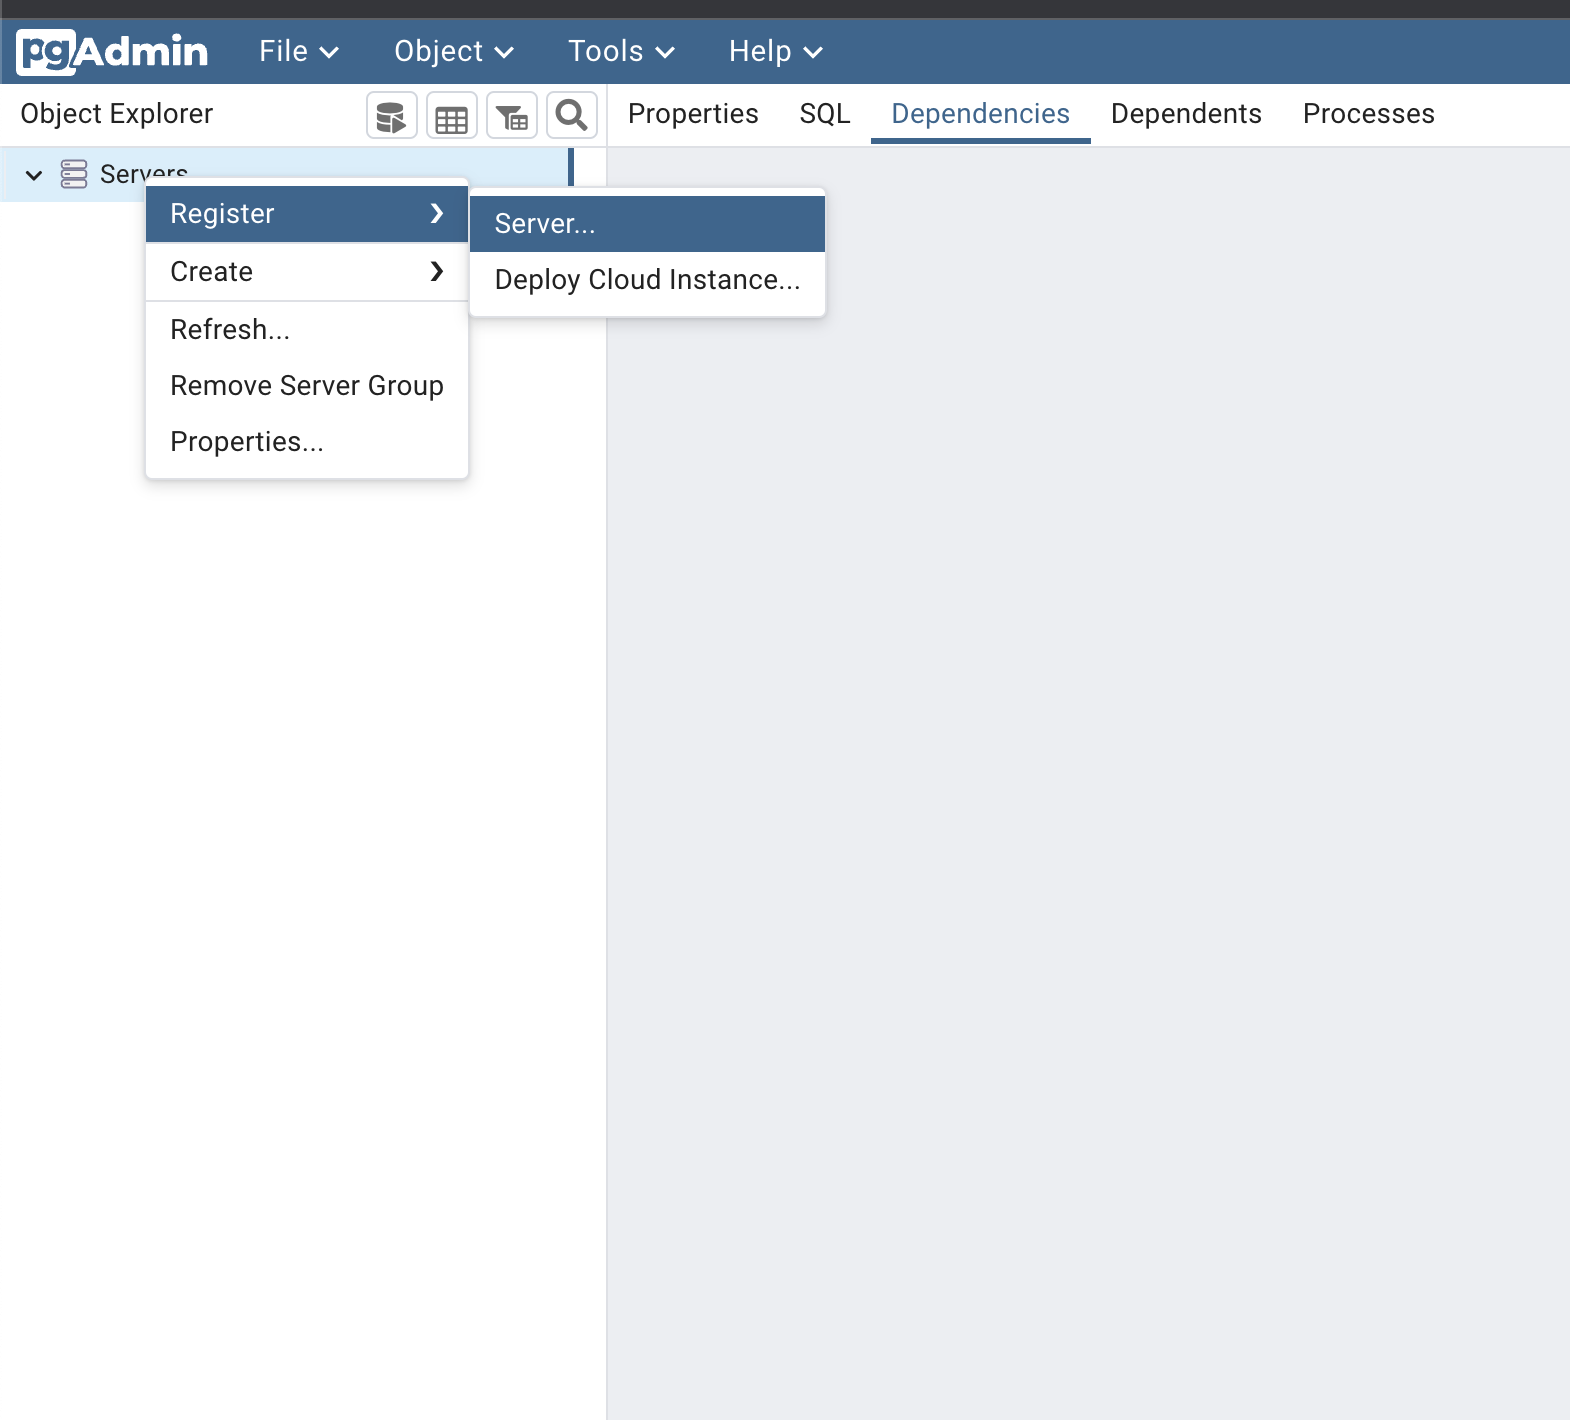 pgAdmin File Object Tools Help
Object Explorer Properties SQL Dependencies Dependents Processes
Servers
Register Server...
Create Deploy Cloud Instance...
Refresh...
Remove Server Group
Properties...